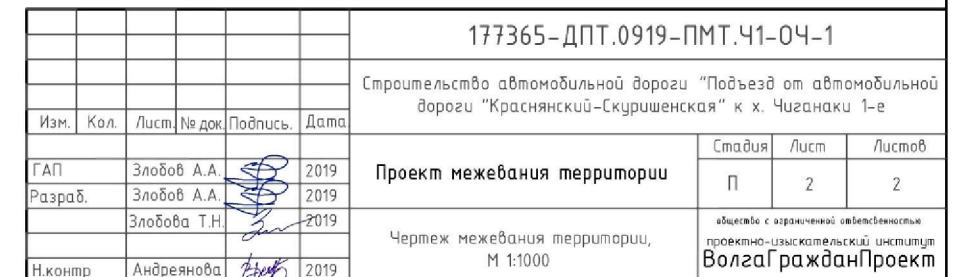 177365-ДПТ.0919-ПМТ.Ч1-ОЧ-1
Строительство автомобильной дороги "Подъезд от автомобильной
дороги "Краснянский-Скуришенская" к х. Чиганаки 1-е
Изм. Кол. Лист. № док. Подпись. Дата
Стадия Лист Листов
ГАП Злобов А.А. 2019
Проект межевания территории
П 2 2
Разраб. Злобов А.А. 2019
Злобова Т.Н. 2019
Чертеж межевания территории,
М 1:1000
общество с ограниченной ответсбенностью
проектно-изыскательский институт
ВолгаГражданПроект
Н.контр Андреянова 2019